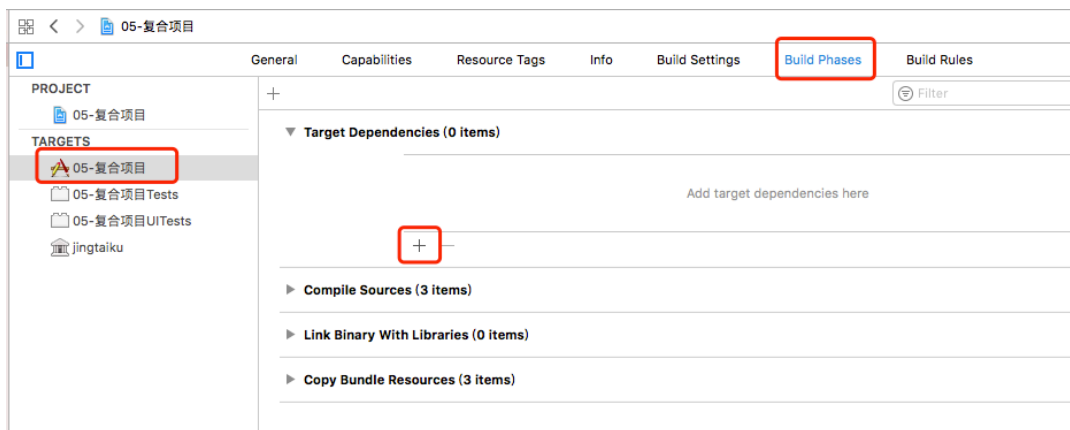 05-复合项目
General Capabilities Resource Tags Info Build Settings Build Phases Build Rules
PROJECT
05-复合项目
TARGETS
05-复合项目
05-复合项目Tests
05-复合项目UITests
jingtaiku
+
Filter
Target Dependencies (0 items)
Add target dependencies here
+ —
Compile Sources (3 items)
Link Binary With Libraries (0 items)
Copy Bundle Resources (3 items)